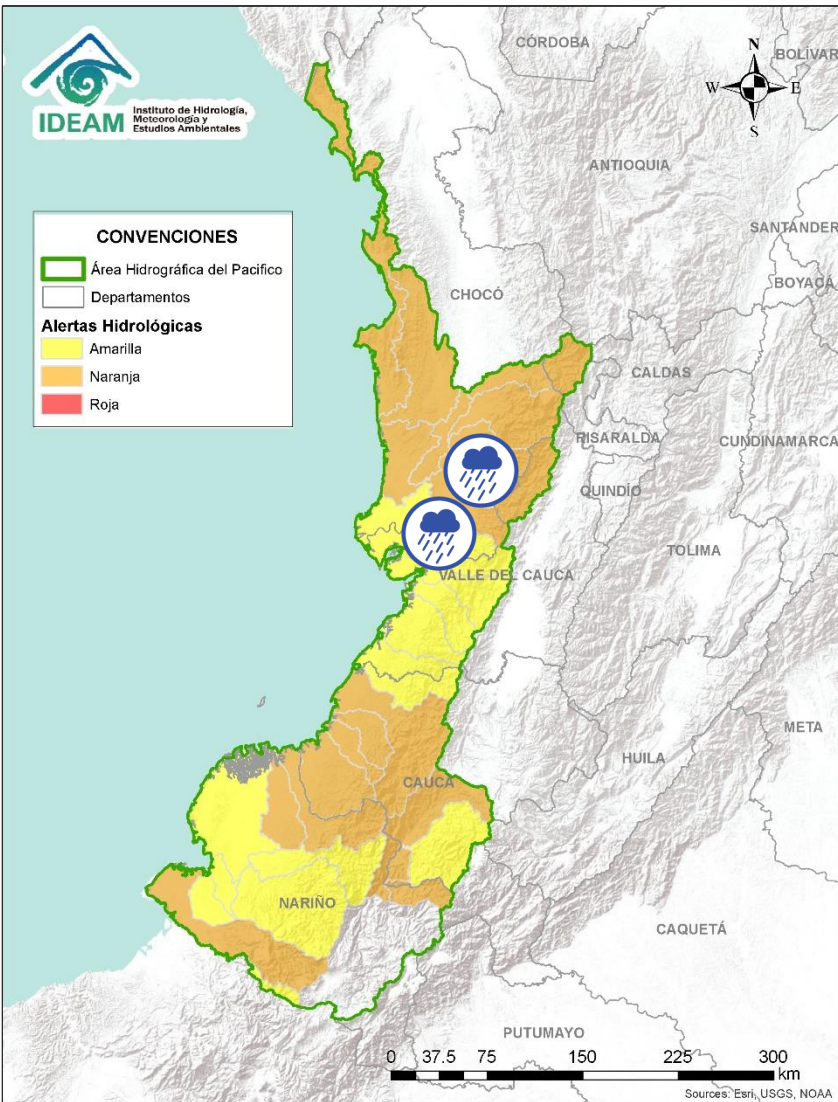 IDEAM
Instituto de Hidrología,
Meteorología y
Estudios Ambientales
CÓRDOBA
BOLÍVAR
N
W
E
S
ANTIOQUIA
SANTANDER
BOYACÁ
CONVENCIONES
Área Hidrográfica del Pacifico
Departamentos
Alertas Hidrológicas
Amarilla
Naranja
Roja
CHOCÓ
CALDAS
RISARALDA
CUNDINAMARCA
QUINDÍO
TOLIMA
VALLE DEL CAUCA
META
HUILA
CAUCA
NARIÑO
CAQUETÁ
PUTUMAYO
0 37.5 75 150 225 300
km
Sources: Esri, USGS, NOAA